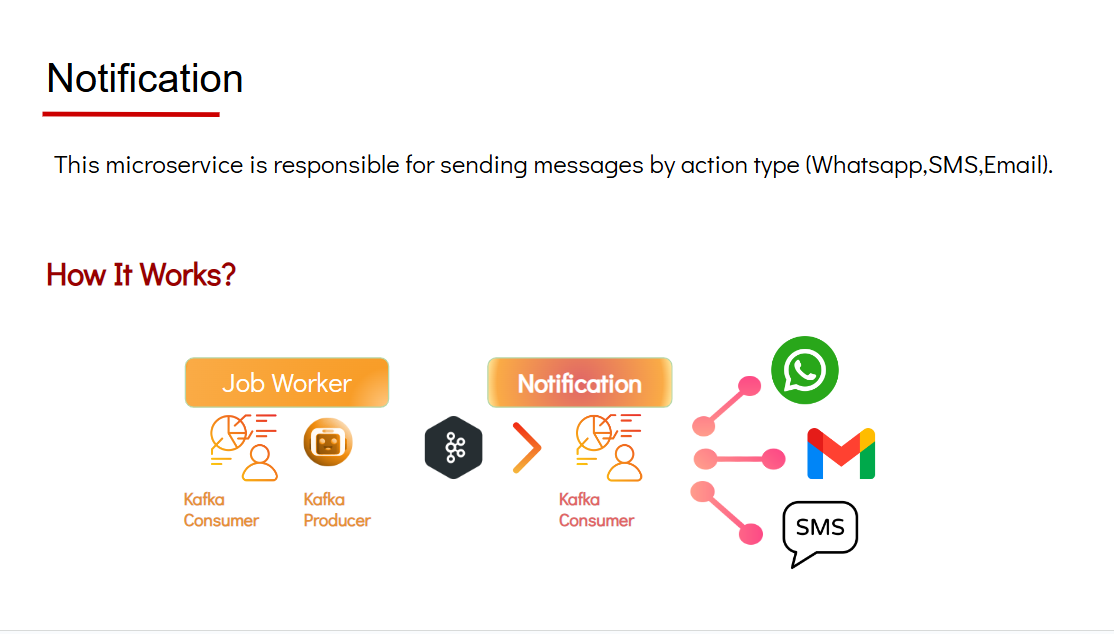 Notification
This microservice is responsible for sending messages by action type (Whatsapp,SMS,Email).
How It Works?
Job Worker
Notification
Kafka
Consumer
Kafka
Producer
Kafka
Consumer
SMS